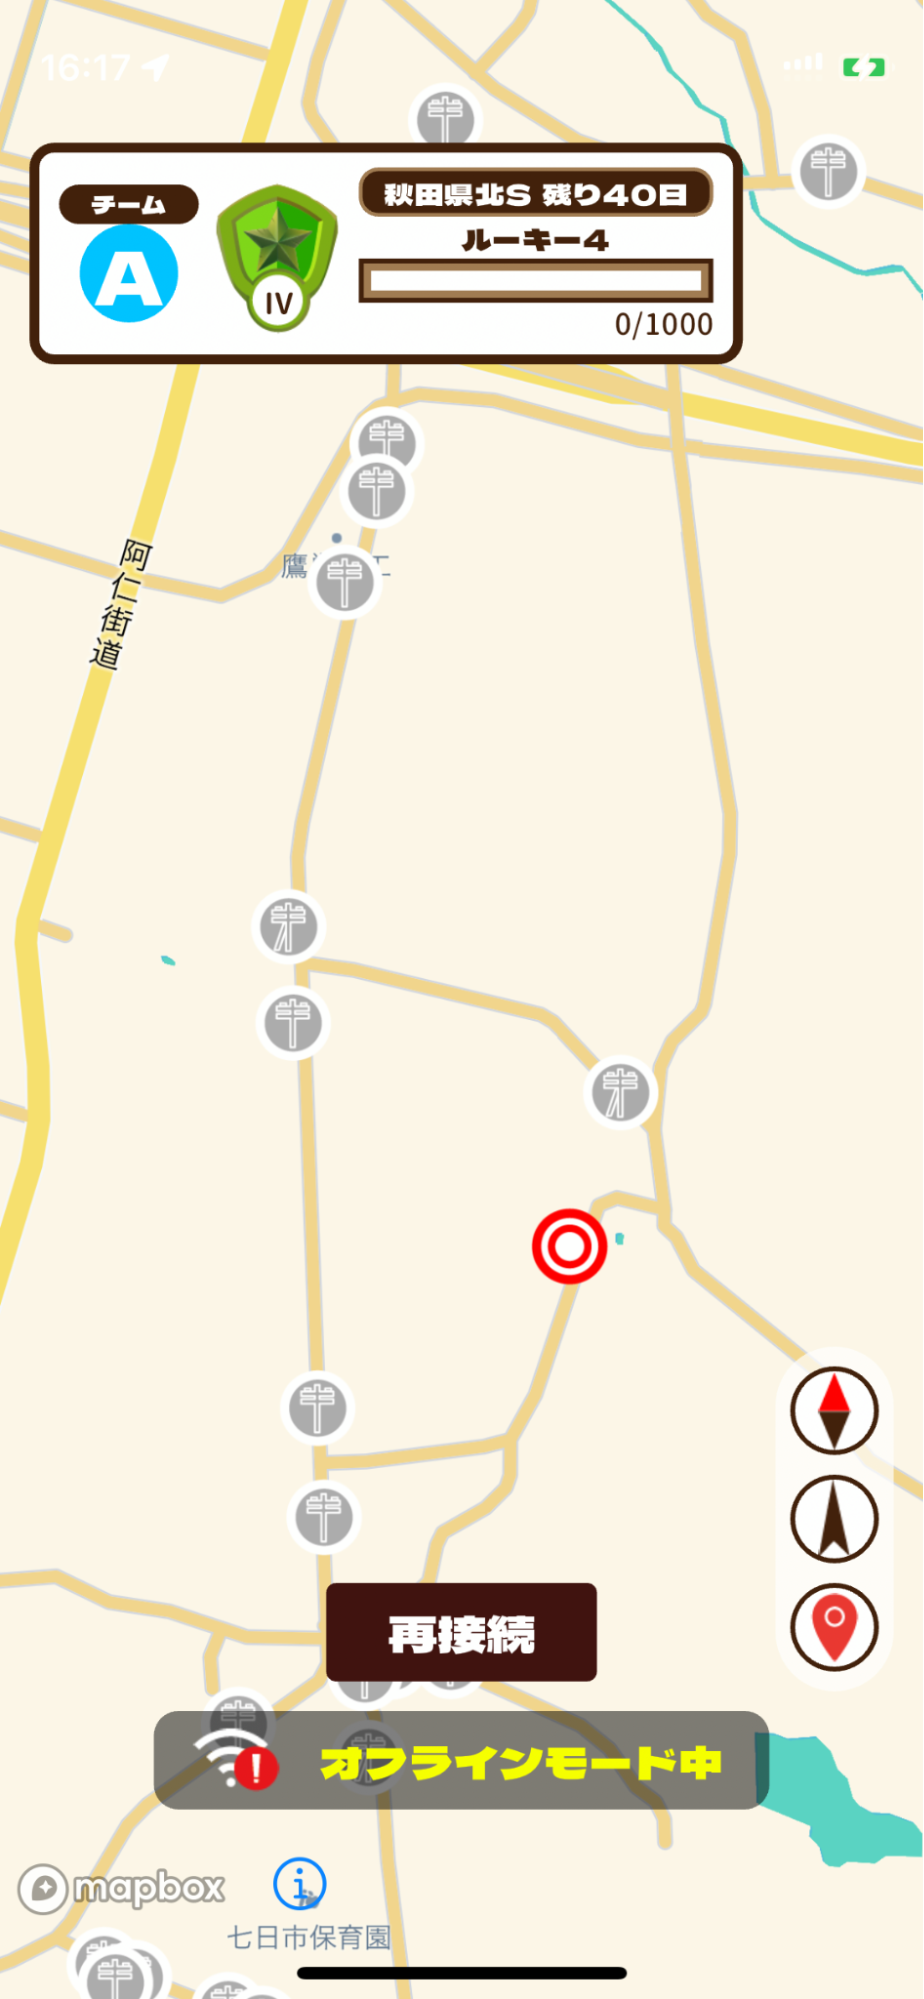 16:17
チーム
A
IV
秋田県北S 残り40日
ルーキー4
0/1000
阿仁街道
鷹
工
再接続
オフラインモード中
mapbox
七日市保育園